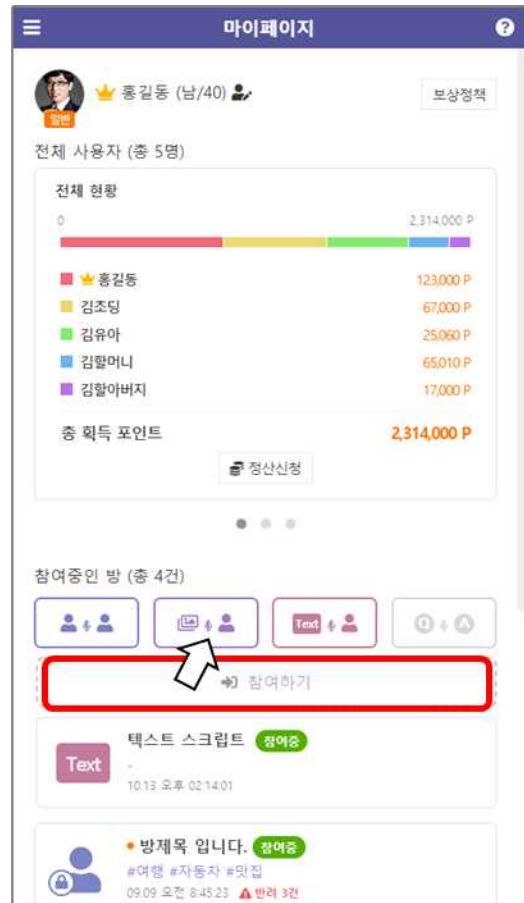 마이페이지
홍길동 (남/40)
보상정책
일반
전체 사용자 (총 5명)
전체 현황
0 2,314,000 P
홍길동 123,000 P
김초딩 67,000 P
김유아 25,060 P
김할머니 65,010 P
김할아버지 17,000 P
총 획득 포인트 2,314,000 P
정산신청
참여중인 방 (총 4건)
Text
Q A
참여하기
텍스트 스크립트 참여중
Text
-
10.13 오후 02:14:01
방제목 입니다. 참여중
#여행 #자동차 #맛집
09.09 오전 8:45:23 반려 3건